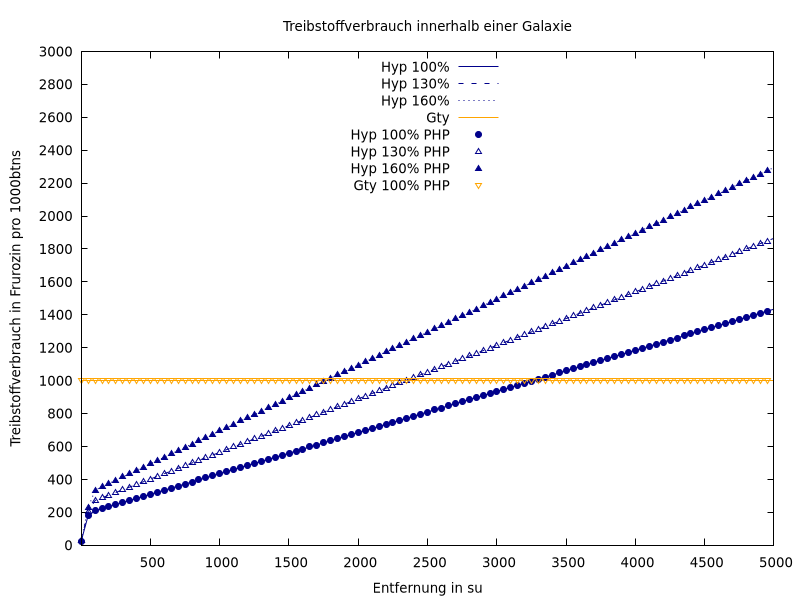 Treibstoffverbrauch innerhalb einer Galaxie
Treibstoffverbrauch in Frurozin pro 1000btns
3000
2800
2600
2400
2200
2000
1800
1600
1400
1200
1000
800
600
400
200
0
Hyp 100%
Hyp 130%
Hyp 160%
Gty
Hyp 100% PHP
Hyp 130% PHP
Hyp 160% PHP
Gty 100% PHP
500 1000 1500 2000 2500 3000 3500 4000 4500 5000
Entfernung in su